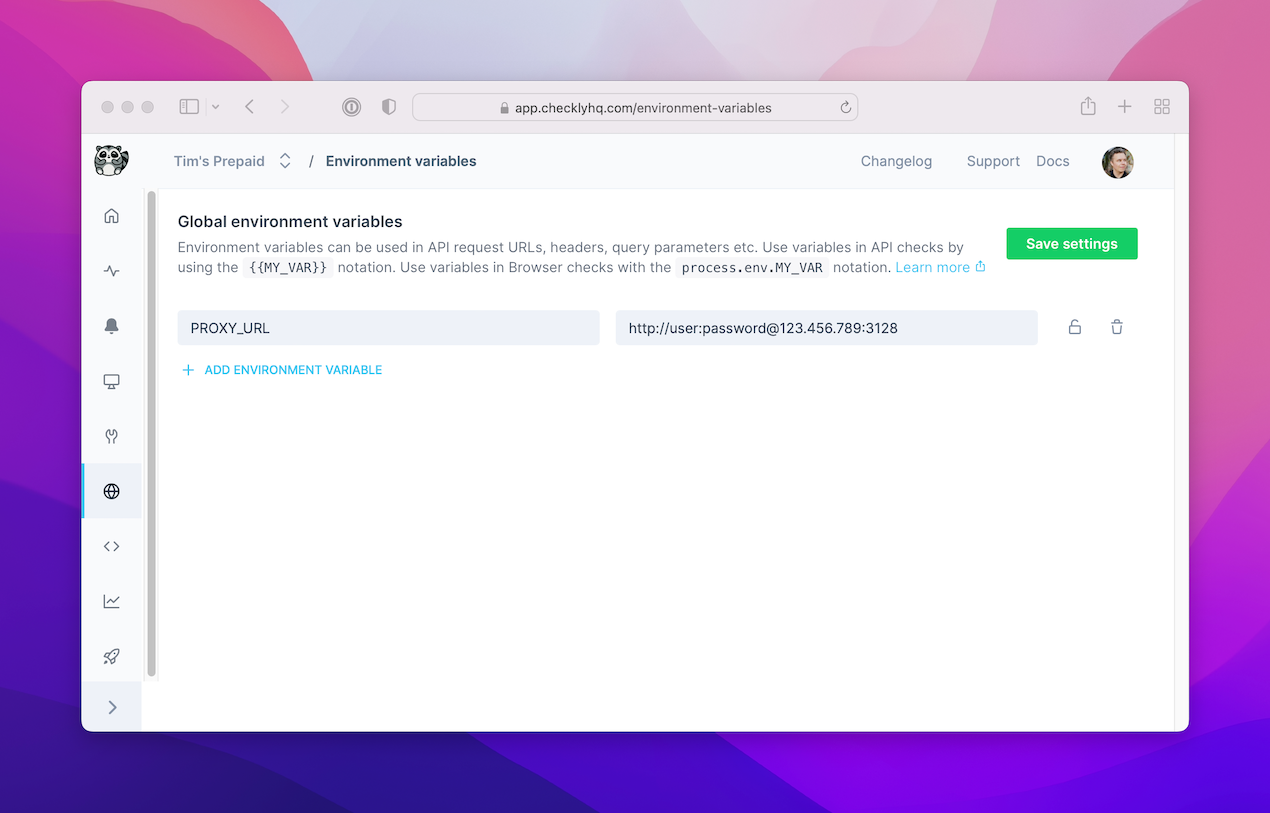 app.checklyhq.com/environment-variables
Tim's Prepaid / Environment variables
Changelog Support Docs
Global environment variables
Save settings
Environment variables can be used in API request URLs, headers, query parameters etc. Use variables in API checks by
using the {{MY_VAR}} notation. Use variables in Browser checks with the process.env.MY_VAR notation. Learn more
PROXY_URL http://user:password@123.456.789:3128
+ ADD ENVIRONMENT VARIABLE